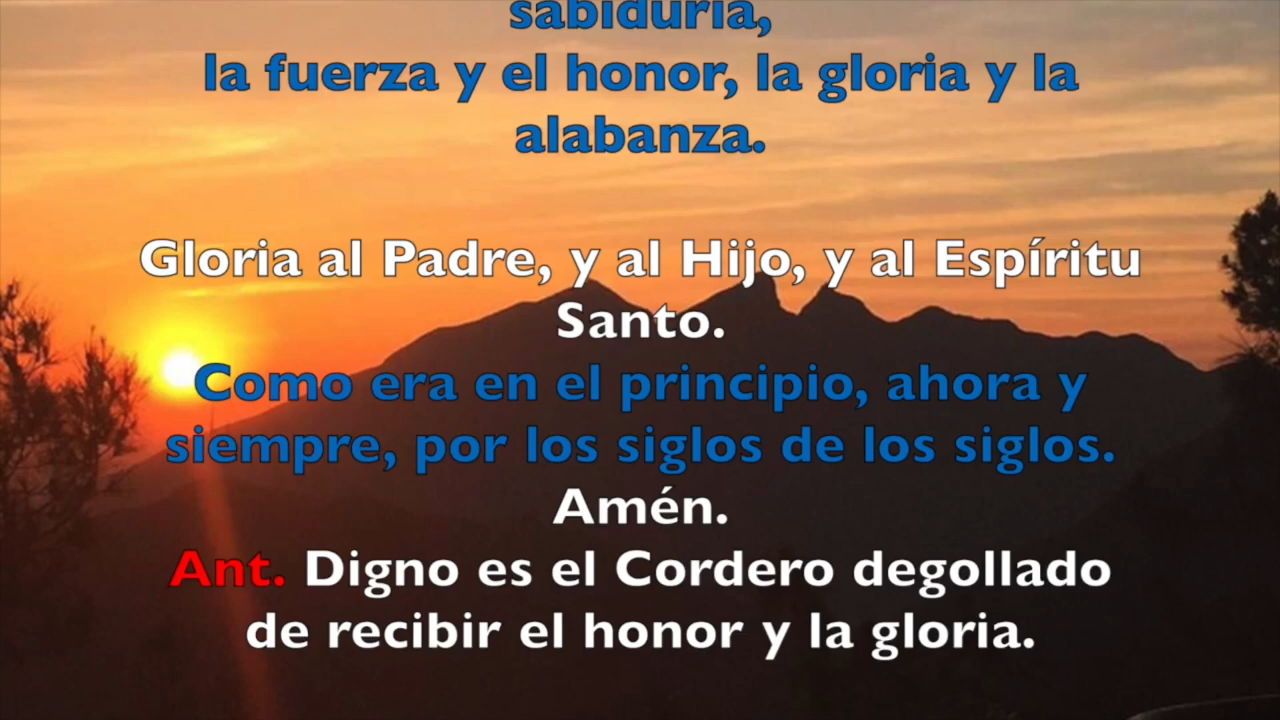 sabiduría,
la fuerza y el honor, la gloria y la
alabanza.
Gloria al Padre, y al Hijo, y al Espíritu
Santo.
Como era en el principio, ahora y
siempre, por los siglos de los siglos.
Amén.
Ant. Digno es el Cordero degollado
de recibir el honor y la gloria.